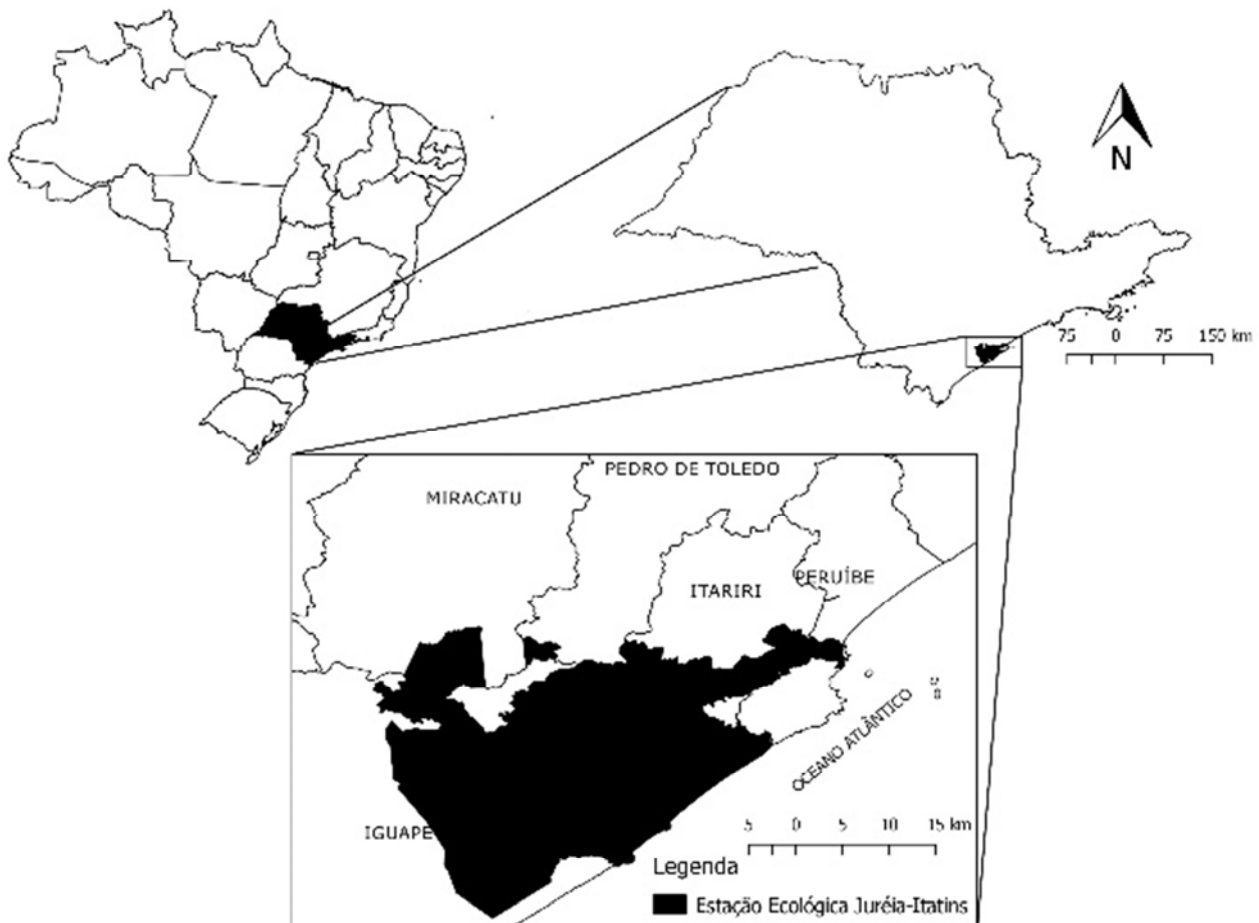 N
75 0 75 150 km
PEDRO DE TOLEDO
MIRACATU
PERUÍBE
ITARIRI
OCEANO ATLÂNTICO
IGUAPE
5 0 5 10 15 km
Legenda
Estação Ecológica Juréia-Itatins